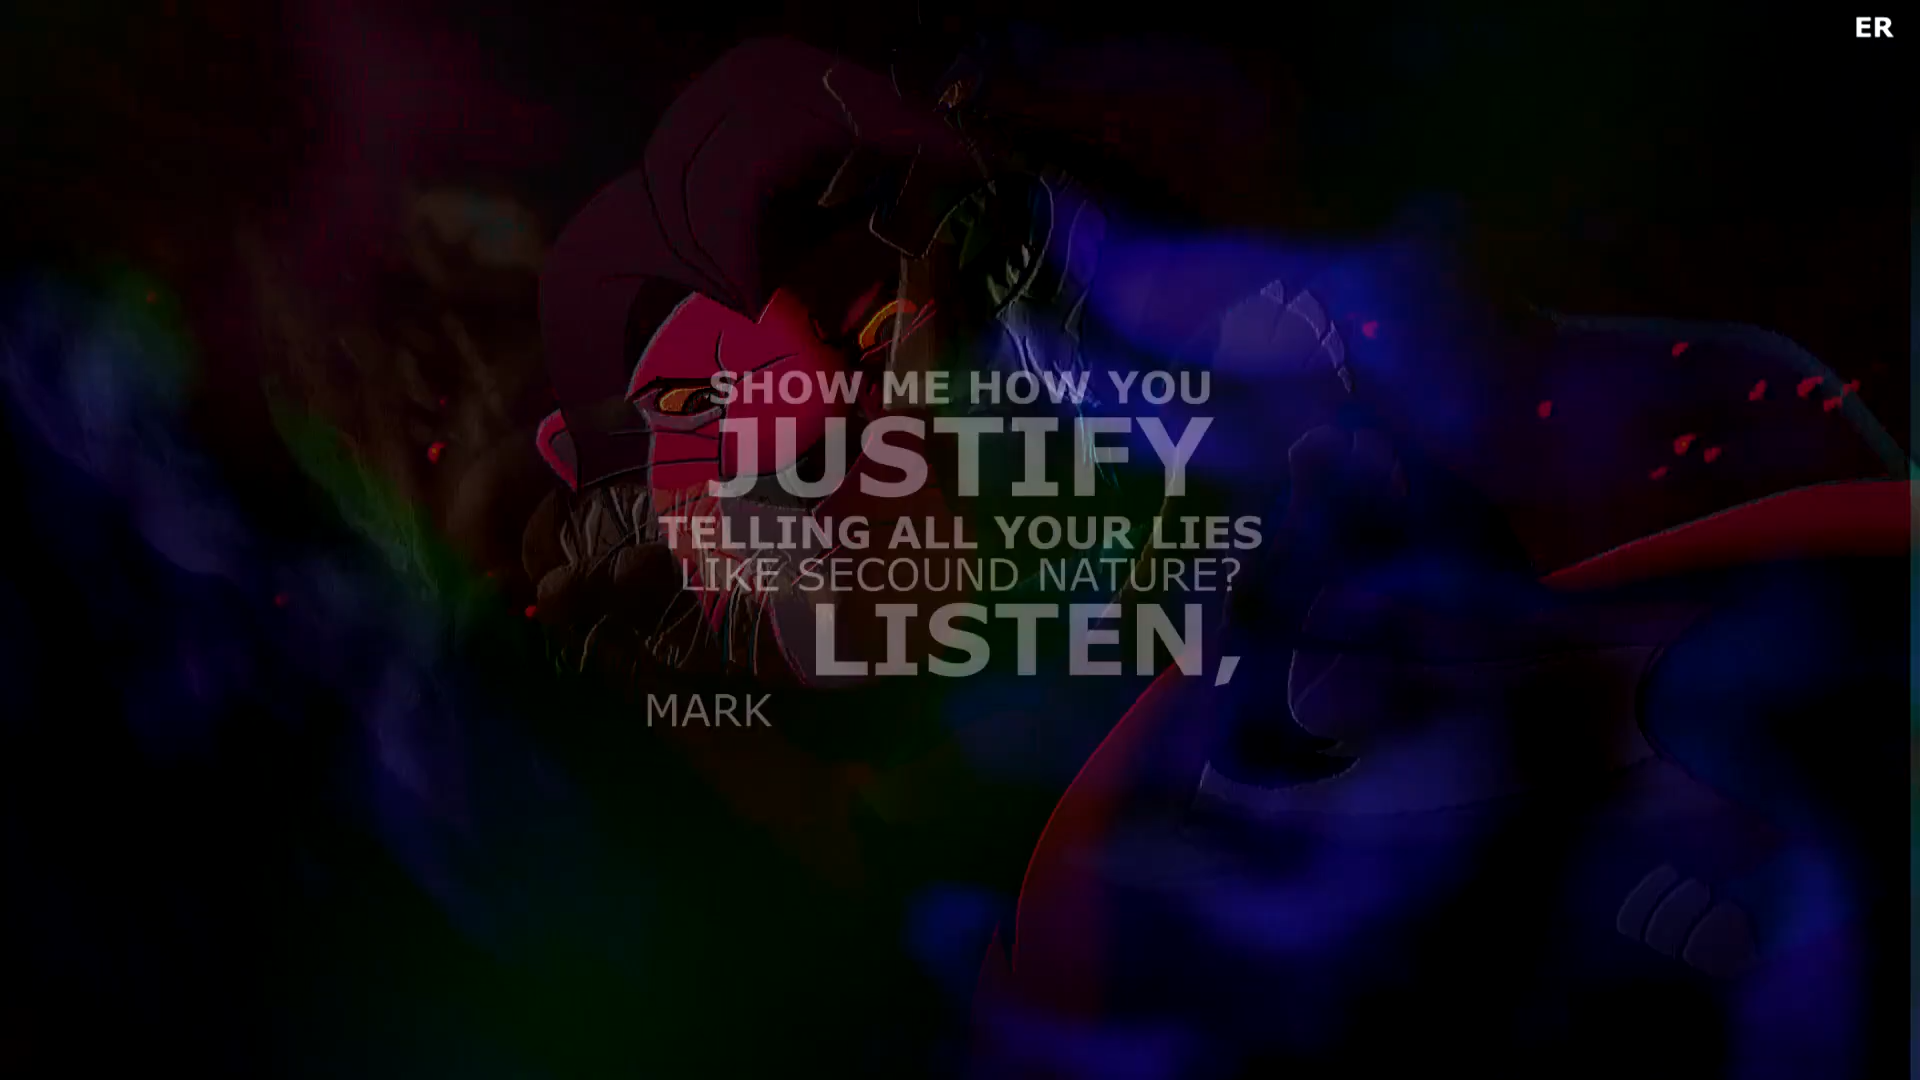 ER
SHOW ME HOW YOU
JUSTIFY
TELLING ALL YOUR LIES
LIKE SECOUND NATURE?
LISTEN,
MARK